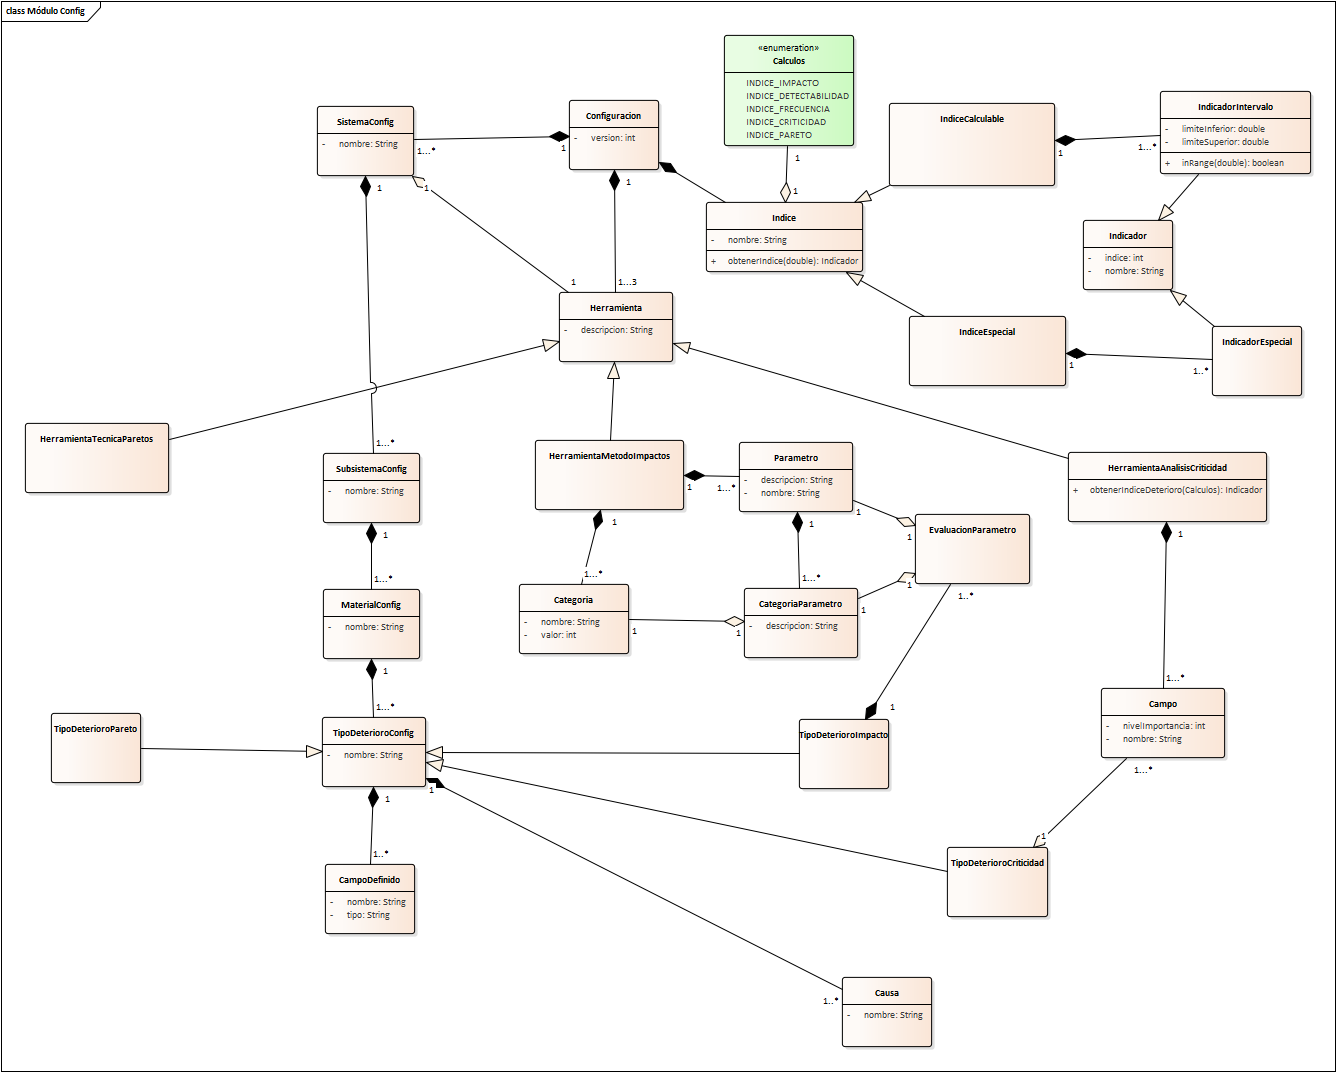 class Módulo Config
«enumeration»
Calculos
INDICE_IMPACTO
INDICE_DETECTABILIDAD
INDICE_FRECUENCIA
INDICE_CRITICIDAD
INDICE_PARETO
1
1
SistemaConfig
- nombre: String
1...*
1
1
Configuracion
- version: int
1
1
IndiceCalculable
1
1...*
IndicadorIntervalo
- limiteInferior: double
- limiteSuperior: double
+ inRange(double): boolean
Indice
- nombre: String
+ obtenerIndice(double): Indicador
Indicador
- indice: int
- nombre: String
1
1...3
Herramienta
- descripcion: String
IndiceEspecial
1
1..*
IndicadorEspecial
HerramientaTecnicaParetos
1...*
SubsistemaConfig
- nombre: String
1
HerramientaMetodoImpactos
1
1
1...*
Parametro
- descripcion: String
- nombre: String
1
1
HerramientaAnalisisCriticidad
+ obtenerIndiceDeterioro(Calculos): Indicador
1
EvaluacionParametro
1
1
1..*
1...*
MaterialConfig
- nombre: String
1
1...*
Categoria
- nombre: String
- valor: int
1
1...*
CategoriaParametro
- descripcion: String
1
1
1...*
Campo
- nivelImportancia: int
- nombre: String
1...*
TipoDeterioroPareto
1...*
TipoDeterioroConfig
- nombre: String
1
1
1
TipoDeterioroImpacto
1
TipoDeterioroCriticidad
1..*
CampoDefinido
- nombre: String
- tipo: String
1..*
Causa
- nombre: String